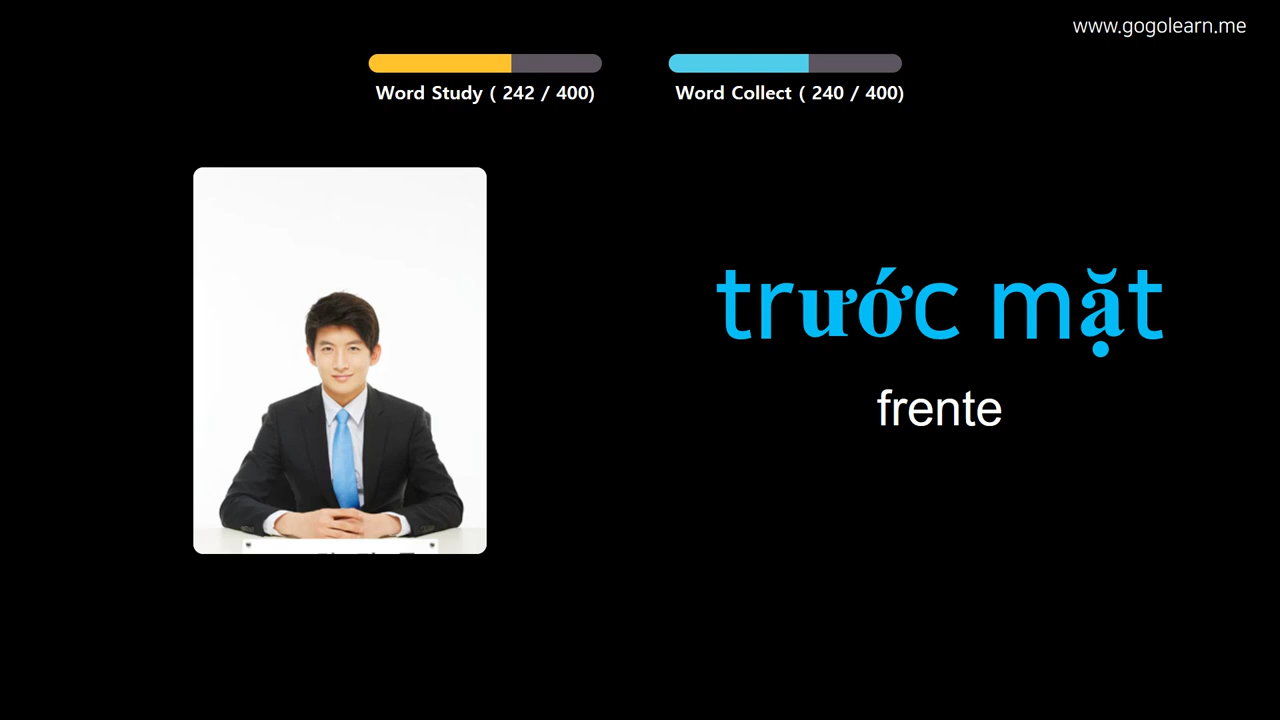 www.gogolearn.me
Word Study ( 242 / 400)
Word Collect ( 240 / 400)
trước mặt
frente